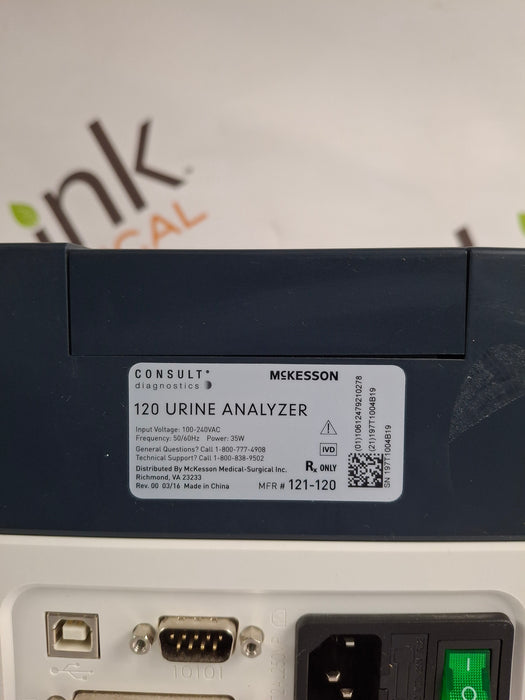 ink.
CAL
CONSULT
McKESSON
diagnostics
120 URINE ANALYZER
Input Voltage: 100-240VAC
Frequency: 50/60Hz Power: 35W
General Questions? Call 1-800-777-4908
Technical Support? Call 1-800-838-9502
Distributed By McKesson Medical-Surgical Inc.
Richmond, VA 23233
Rev. 00 03/16 Made in China
IVD
Rx ONLY
MFR # 121-120
(01)10612479210278
(21)197T1004B19
SN 197T1004B19
10101